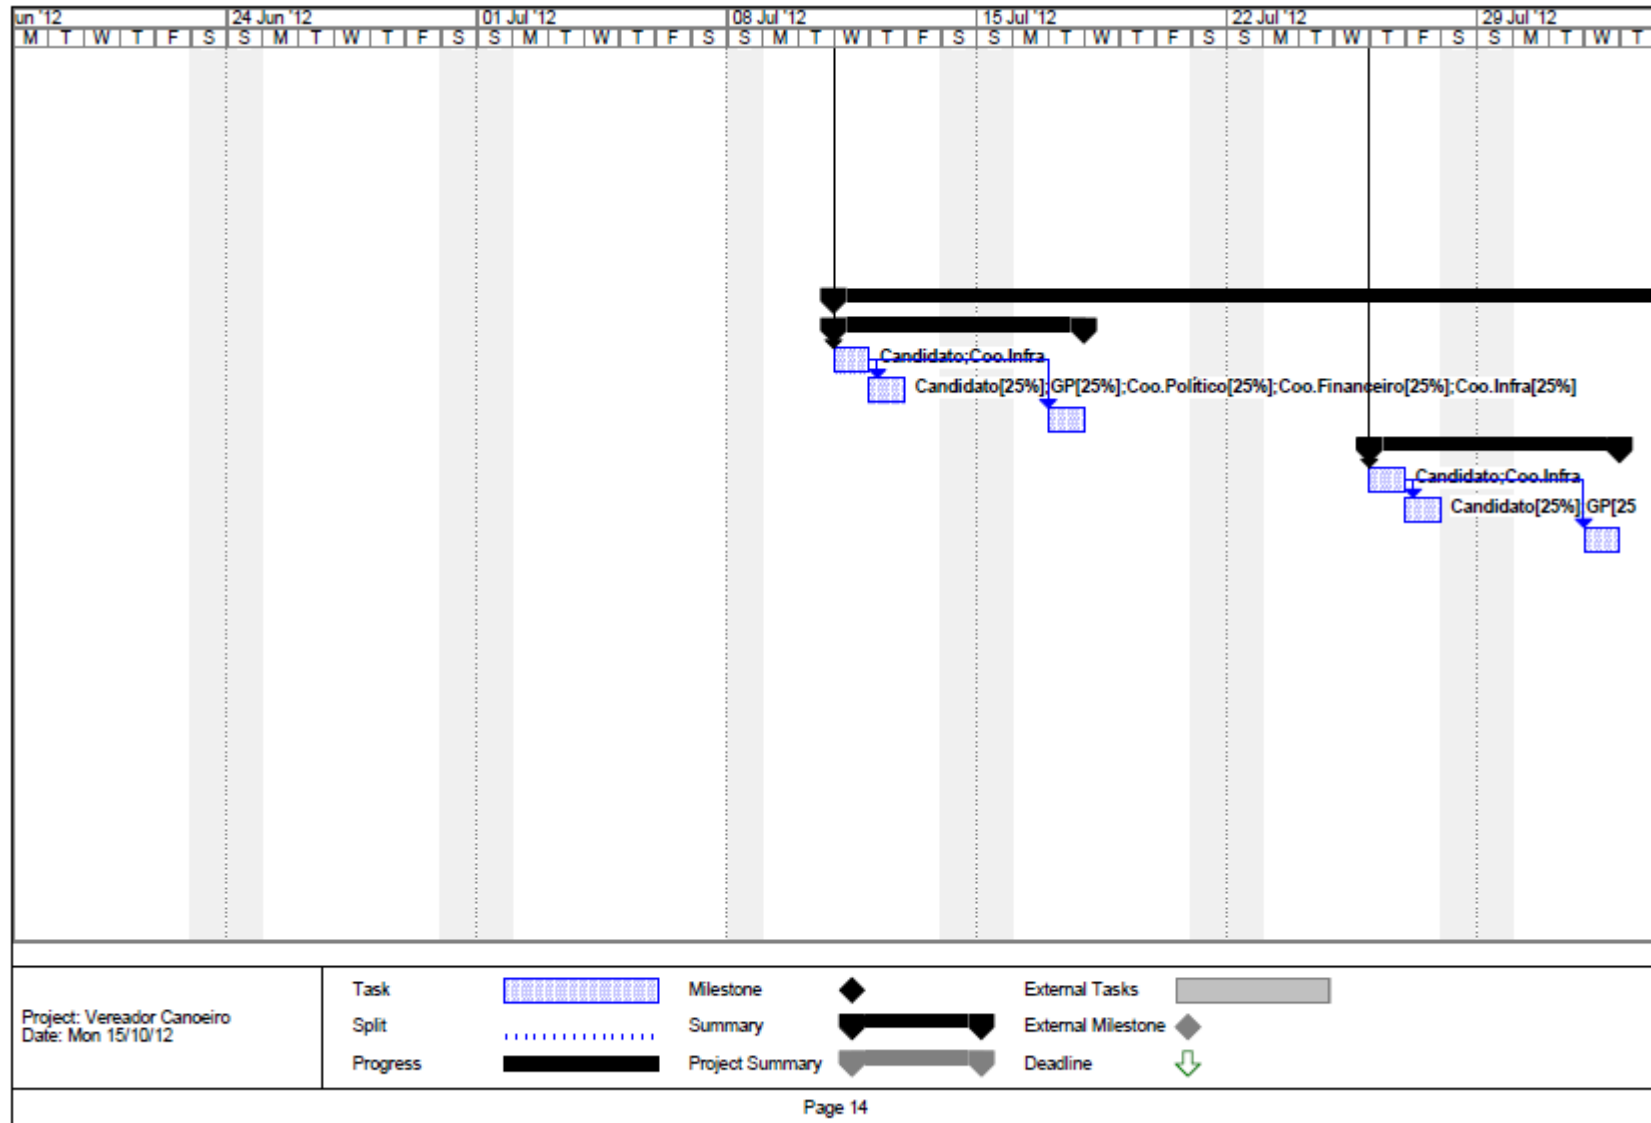 un '12 24 Jun '12 01 Jul '12 08 Jul '12 15 Jul '12 22 Jul '12 29 Jul '12
M T W T F S S M T W T F S S M T W T F S S M T W T F S S M T W T F S S M T W T F S S M T W T
Candidato;Coo.Infra
Candidato[25%];GP[25%];Coo.Político[25%];Coo.Financeiro[25%];Coo.Infra[25%]
Candidato;Coo.Infra
Candidato[25%];GP[25
Project: Vereador Canoeiro
Date: Mon 15/10/12
Task Milestone External Tasks
Split Summary External Milestone
Progress Project Summary Deadline
Page 14